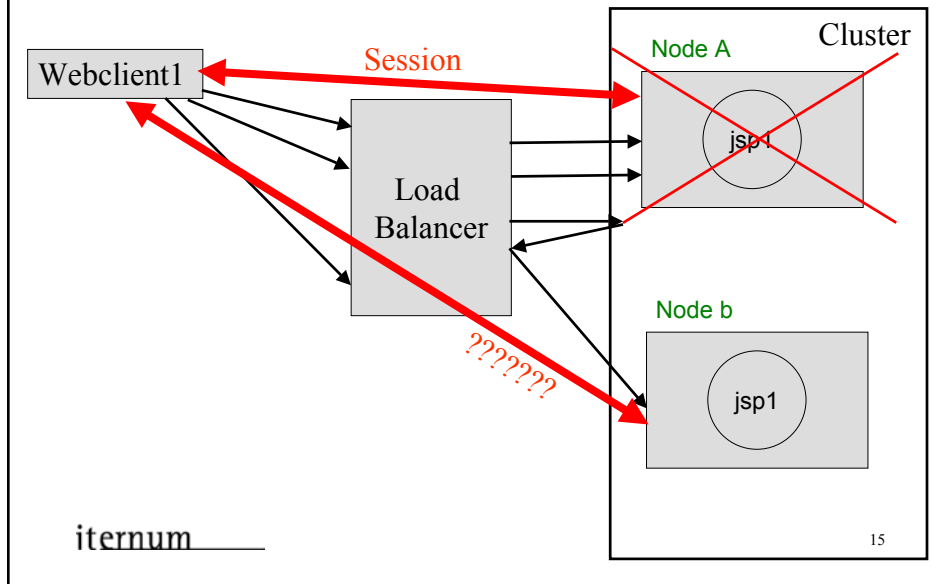 Cluster
Node A
Webclient1
Session
jsp1
Load
Balancer
Node b
???????
jsp1
iternum
15